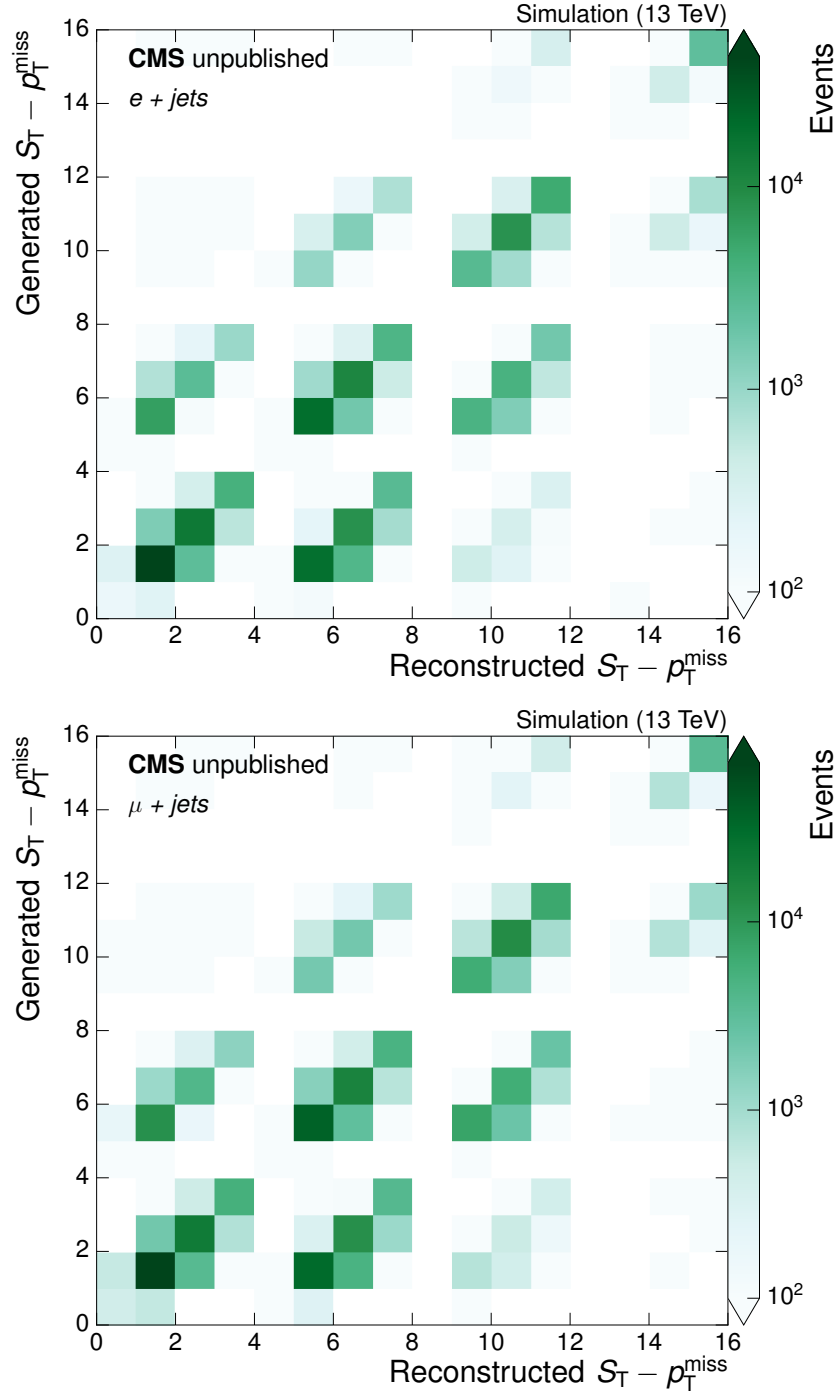 Simulation (13 TeV)
CMS unpublished
e + jets
Generated S_T − p_T^miss
16
14
12
10
8
6
4
2
0
0 2 4 6 8 10 12 14 16
Reconstructed S_T − p_T^miss
Events
10^4
10^3
10^2
Simulation (13 TeV)
CMS unpublished
μ + jets
Generated S_T − p_T^miss
16
14
12
10
8
6
4
2
0
0 2 4 6 8 10 12 14 16
Reconstructed S_T − p_T^miss
Events
10^4
10^3
10^2